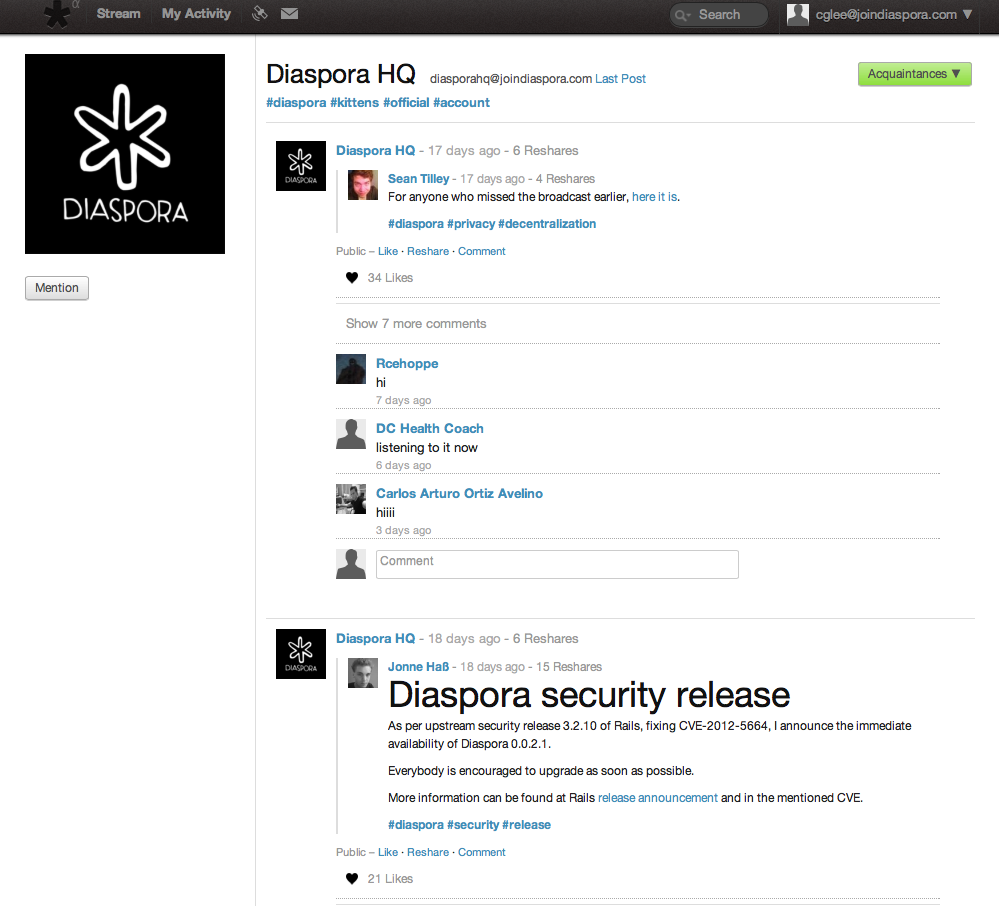 α
Stream My Activity Search cglee@joindiaspora.com ▼
DIASPORA
Mention
Diaspora HQ diasporahq@joindiaspora.com Last Post
Acquaintances ▼
#diaspora #kittens #official #account
DIASPORA
Diaspora HQ - 17 days ago - 6 Reshares
Sean Tilley - 17 days ago - 4 Reshares
For anyone who missed the broadcast earlier, here it is.
#diaspora #privacy #decentralization
Public – Like · Reshare · Comment
34 Likes
Show 7 more comments
Rcehoppe
hi
7 days ago
DC Health Coach
listening to it now
6 days ago
Carlos Arturo Ortiz Avelino
hiiii
3 days ago
Comment
DIASPORA
Diaspora HQ - 18 days ago - 6 Reshares
Jonne Haß - 18 days ago - 15 Reshares
Diaspora security release
As per upstream security release 3.2.10 of Rails, fixing CVE-2012-5664, I announce the immediate
availability of Diaspora 0.0.2.1.
Everybody is encouraged to upgrade as soon as possible.
More information can be found at Rails release announcement and in the mentioned CVE.
#diaspora #security #release
Public – Like · Reshare · Comment
21 Likes